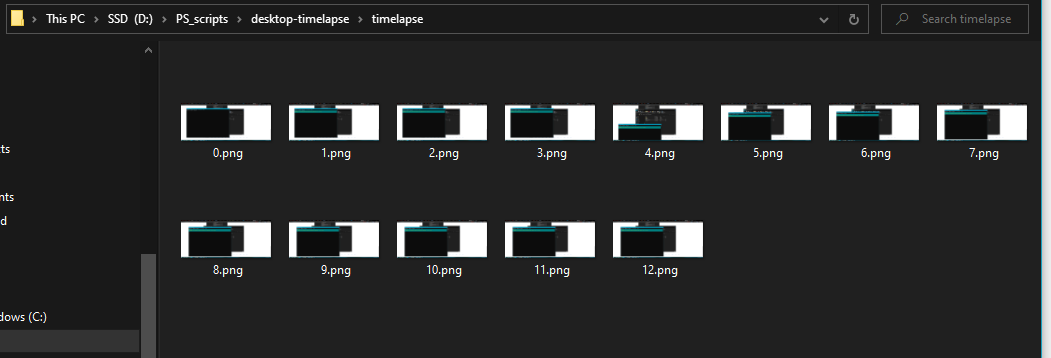 This PC > SSD (D:) > PS_scripts > desktop-timelapse > timelapse
Search timelapse
0.png 1.png 2.png 3.png 4.png 5.png 6.png 7.png
cts
nts
d
8.png 9.png 10.png 11.png 12.png
dows (C:)